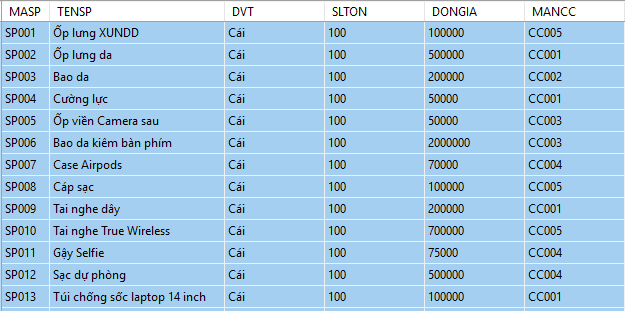 MASP TENSP DVT SLTON DONGIA MANCC
SP001 Ốp lưng XUNDD Cái 100 100000 CC005
SP002 Ốp lưng da Cái 100 500000 CC001
SP003 Bao da Cái 100 200000 CC002
SP004 Cường lực Cái 100 50000 CC001
SP005 Ốp viền Camera sau Cái 100 50000 CC003
SP006 Bao da kiêm bàn phím Cái 100 2000000 CC003
SP007 Case Airpods Cái 100 70000 CC004
SP008 Cáp sạc Cái 100 100000 CC005
SP009 Tai nghe dây Cái 100 200000 CC001
SP010 Tai nghe True Wireless Cái 100 700000 CC005
SP011 Gậy Selfie Cái 100 75000 CC004
SP012 Sạc dự phòng Cái 100 500000 CC004
SP013 Túi chống sốc laptop 14 inch Cái 100 100000 CC001